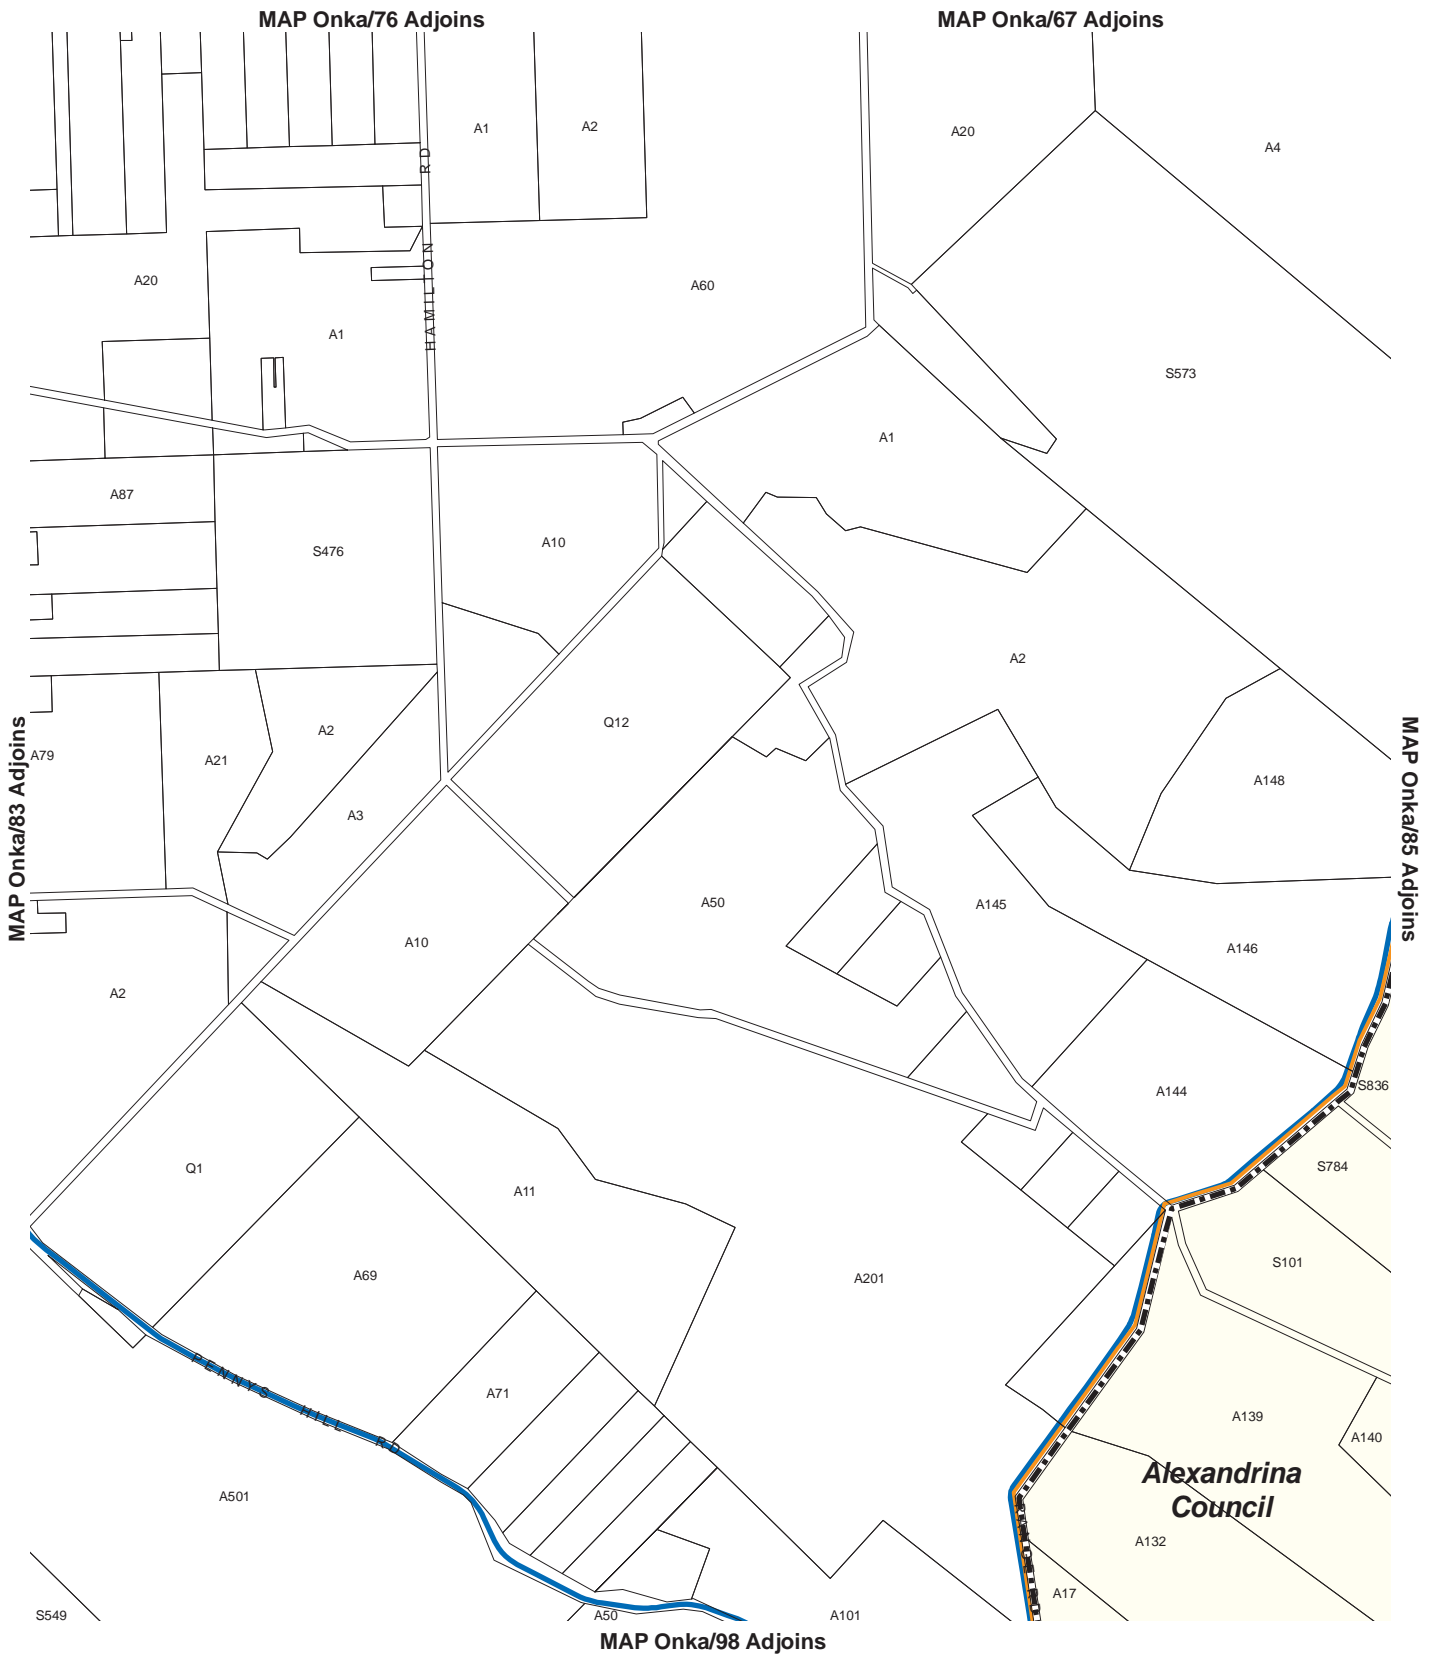 MAP Onka/76 Adjoins
MAP Onka/67 Adjoins
A1
A2
A20
A4
HAMILTON RD
A20
A60
A1
S573
A1
A87
S476
A10
A2
Q12
A2
A79
A21
A148
A3
MAP Onka/83 Adjoins
MAP Onka/85 Adjoins
A50
A145
A10
A146
A2
A144
S836
Q1
S784
A11
S101
A69
A201
PENNYS HILL RD
A71
A139
A140
Alexandrina
Council
A501
A132
A17
S549
A50
A101
MAP Onka/98 Adjoins